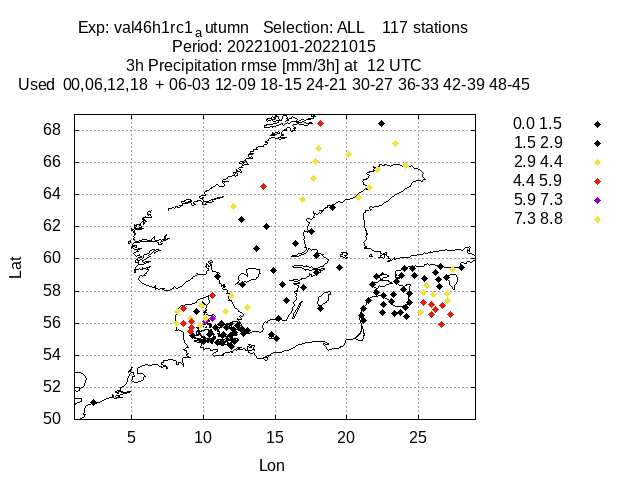 Exp: val46h1rc1a utumn   Selection: ALL    117 stations
Period: 20221001-20221015
3h Precipitation rmse [mm/3h] at  12 UTC
Used  00,06,12,18  + 06-03 12-09 18-15 24-21 30-27 36-33 42-39 48-45
68
66
64
62
60
58
56
54
52
50
Lat
5 10 15 20 25
Lon
0.0 1.5
1.5 2.9
2.9 4.4
4.4 5.9
5.9 7.3
7.3 8.8